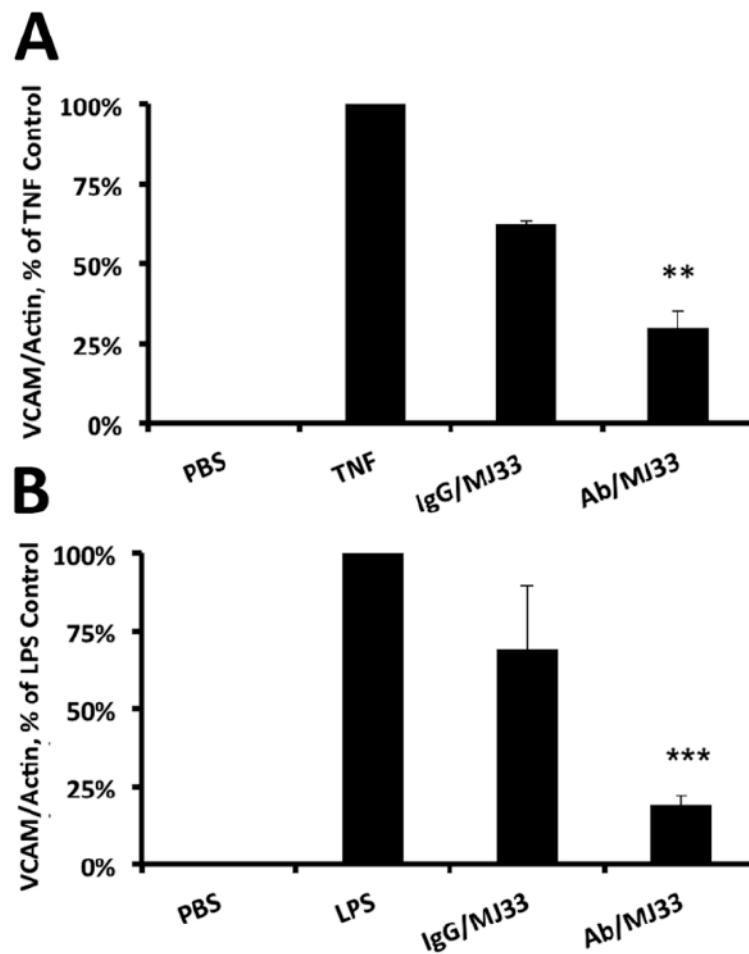 A
VCAM/Actin, % of TNF Control
100%
75%
50%
25%
0%
**
PBS
TNF
IgG/MJ33
Ab/MJ33
B
VCAM/Actin, % of LPS Control
100%
75%
50%
25%
0%
***
PBS
LPS
IgG/MJ33
Ab/MJ33